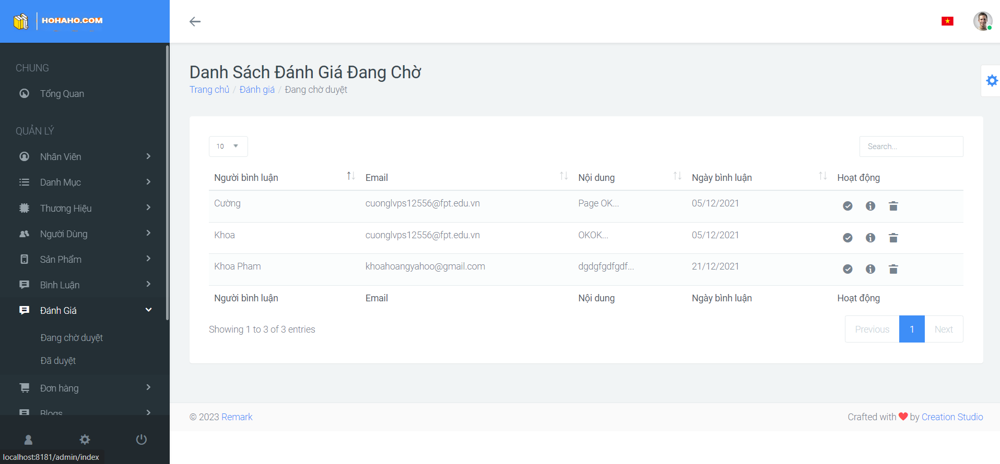 HOHAHO.COM
CHUNG
Tổng Quan
QUẢN LÝ
Nhân Viên
Danh Mục
Thương Hiệu
Người Dùng
Sản Phẩm
Bình Luận
Đánh Giá
Đang chờ duyệt
Đã duyệt
Đơn hàng
Blogs
localhost:8181/admin/index
Danh Sách Đánh Giá Đang Chờ
Trang chủ / Đánh giá / Đang chờ duyệt
10
Search...
Người bình luận Email Nội dung Ngày bình luận Hoạt động
Cường cuonglvps12556@fpt.edu.vn Page OK... 05/12/2021
Khoa cuonglvps12556@fpt.edu.vn OKOK... 05/12/2021
Khoa Pham khoahoangyahoo@gmail.com dgdgfgdfgdf... 21/12/2021
Người bình luận Email Nội dung Ngày bình luận Hoạt động
Showing 1 to 3 of 3 entries
Previous 1 Next
© 2023 Remark
Crafted with ❤ by Creation Studio